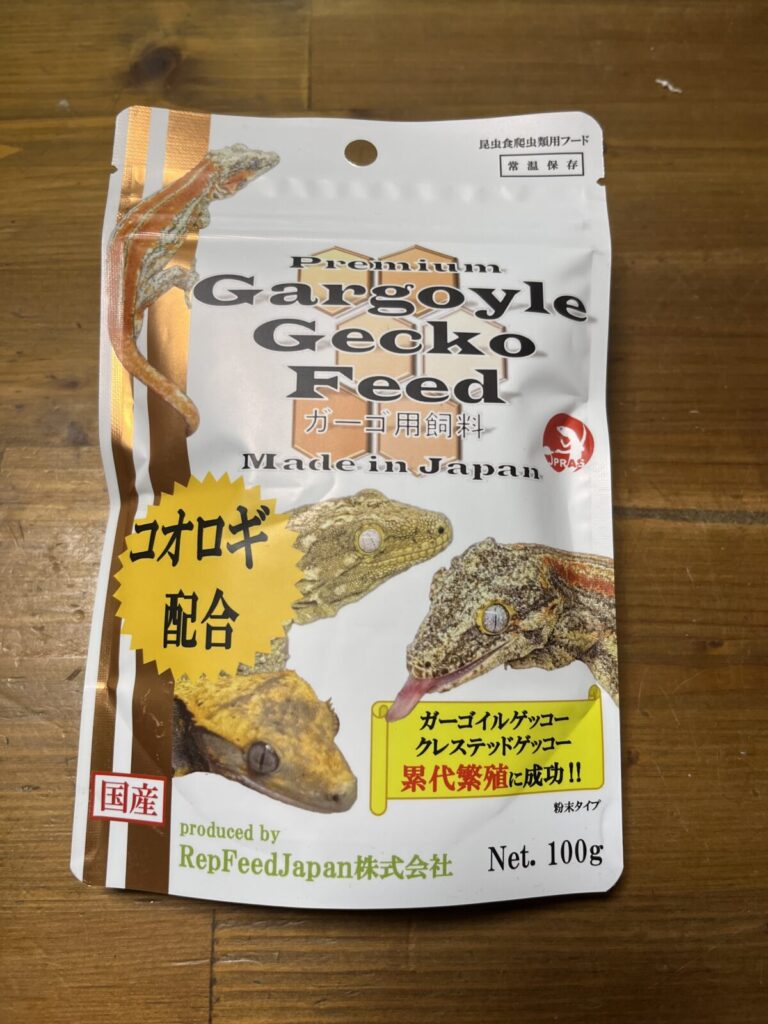 昆虫食爬虫類用フード
常温保存
Premium
Gargoyle
Gecko
Feed
ガーゴ用飼料
Made in Japan
JPRAS
コオロギ
配合
ガーゴイルゲッコー
クレステッドゲッコー
累代繁殖に成功!!
粉末タイプ
国産
produced by
RepFeedJapan株式会社
Net. 100g